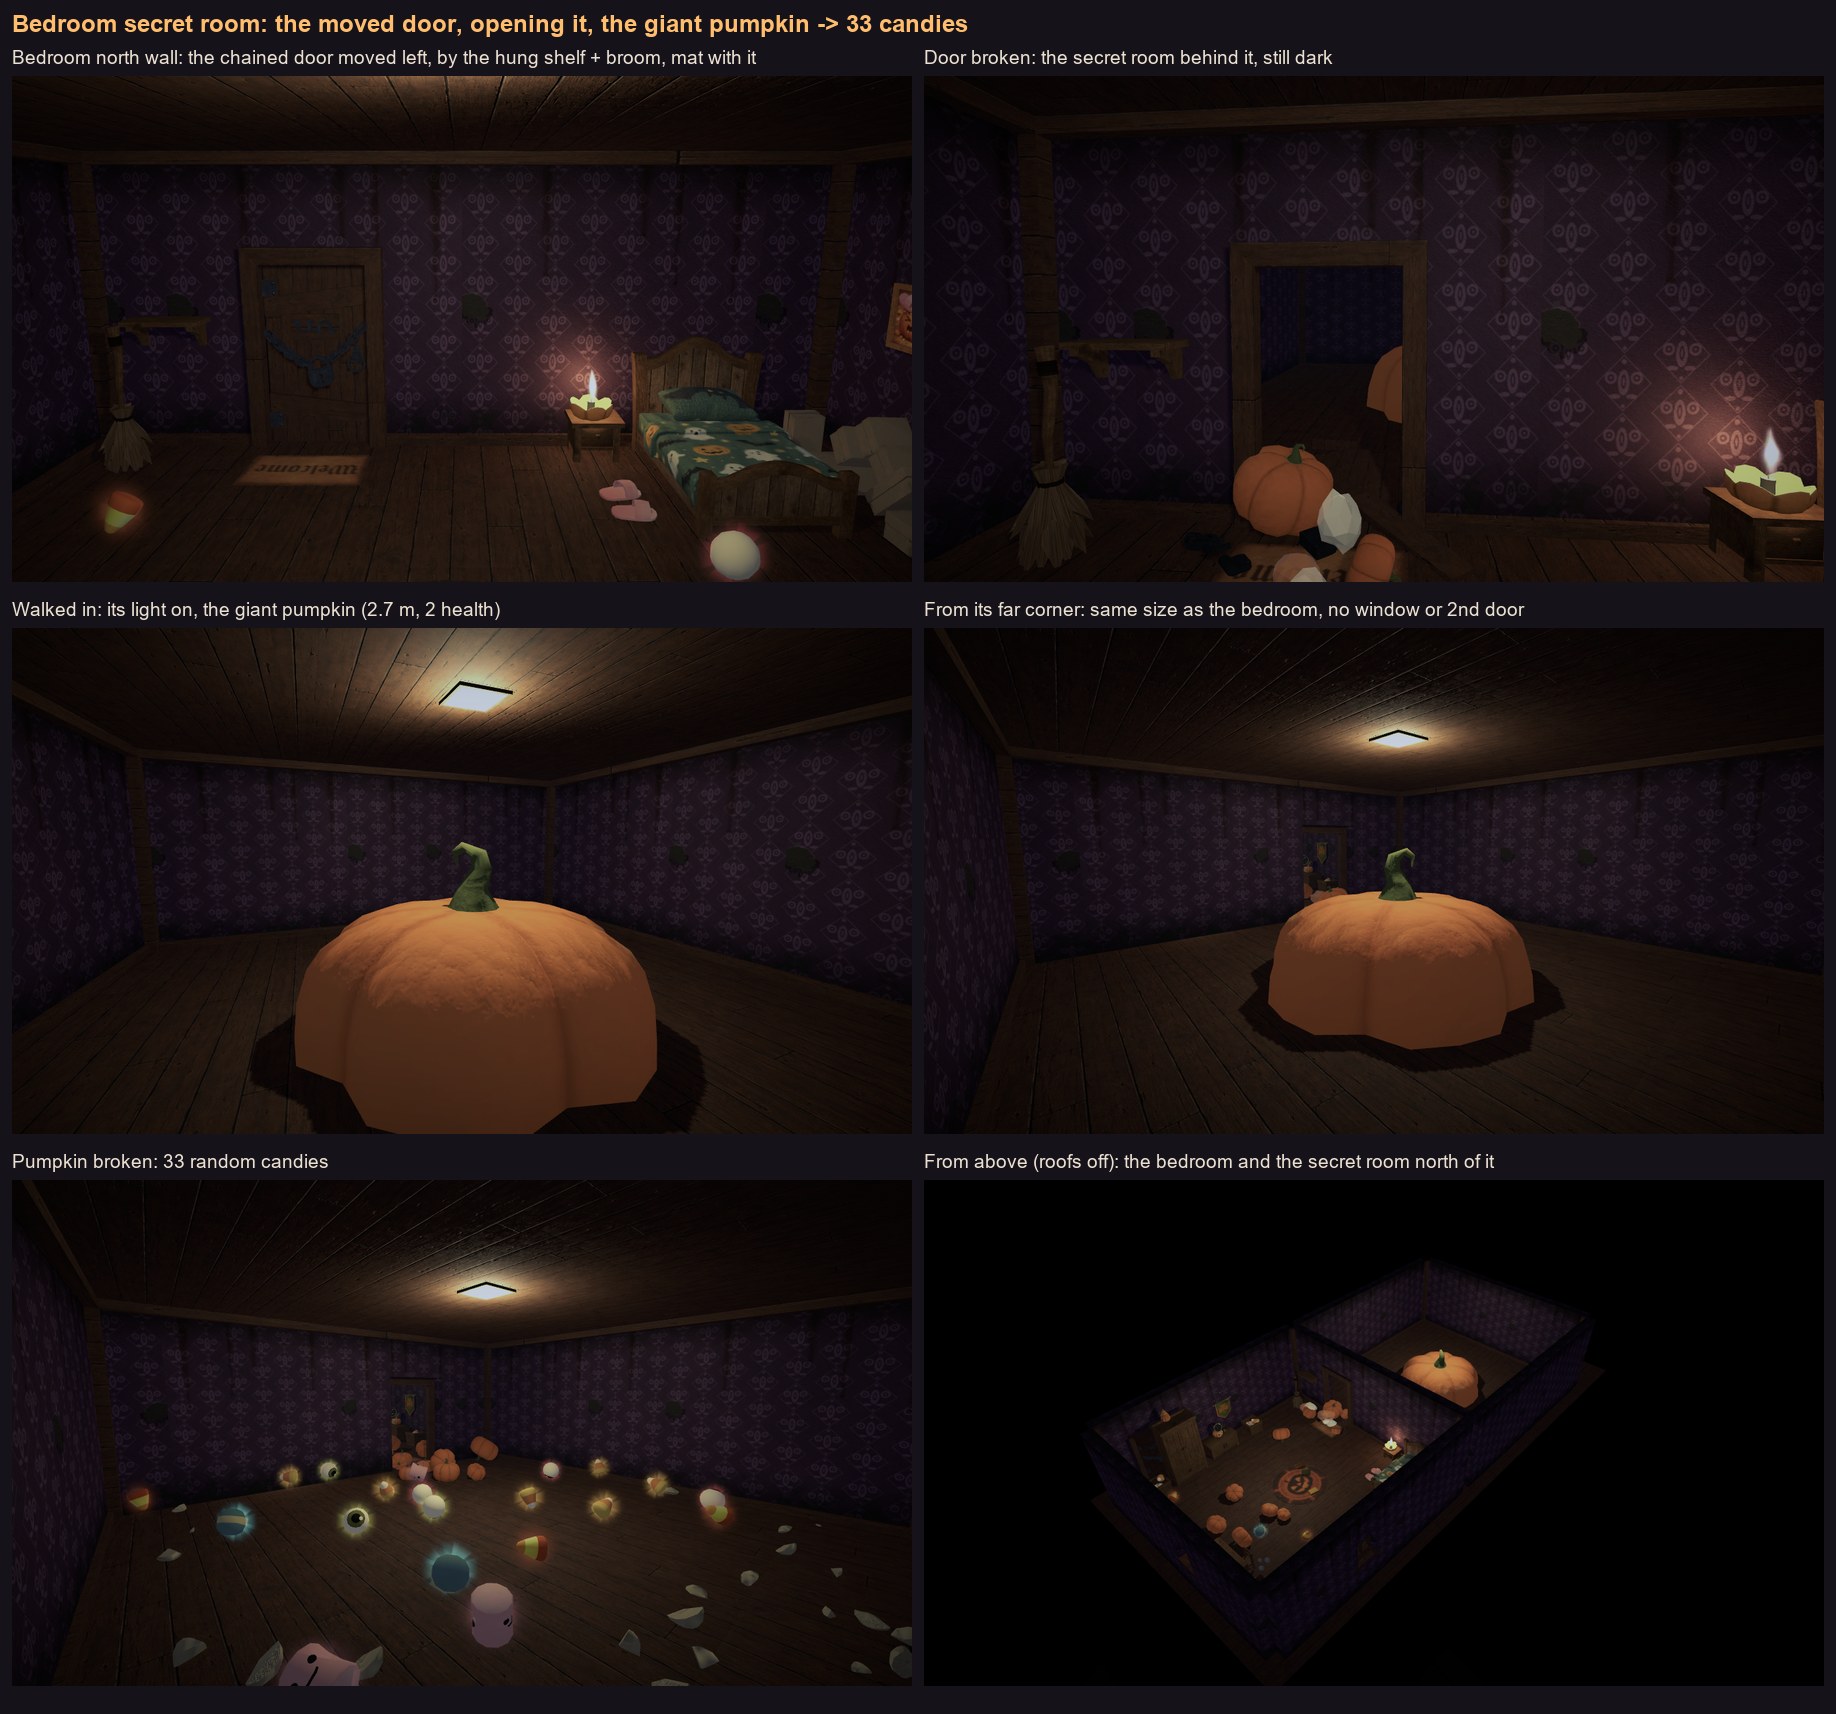 Bedroom secret room: the moved door, opening it, the giant pumpkin -> 33 candies
Bedroom north wall: the chained door moved left, by the hung shelf + broom, mat with it
Door broken: the secret room behind it, still dark
Welcome
Walked in: its light on, the giant pumpkin (2.7 m, 2 health)
From its far corner: same size as the bedroom, no window or 2nd door
Pumpkin broken: 33 random candies
From above (roofs off): the bedroom and the secret room north of it